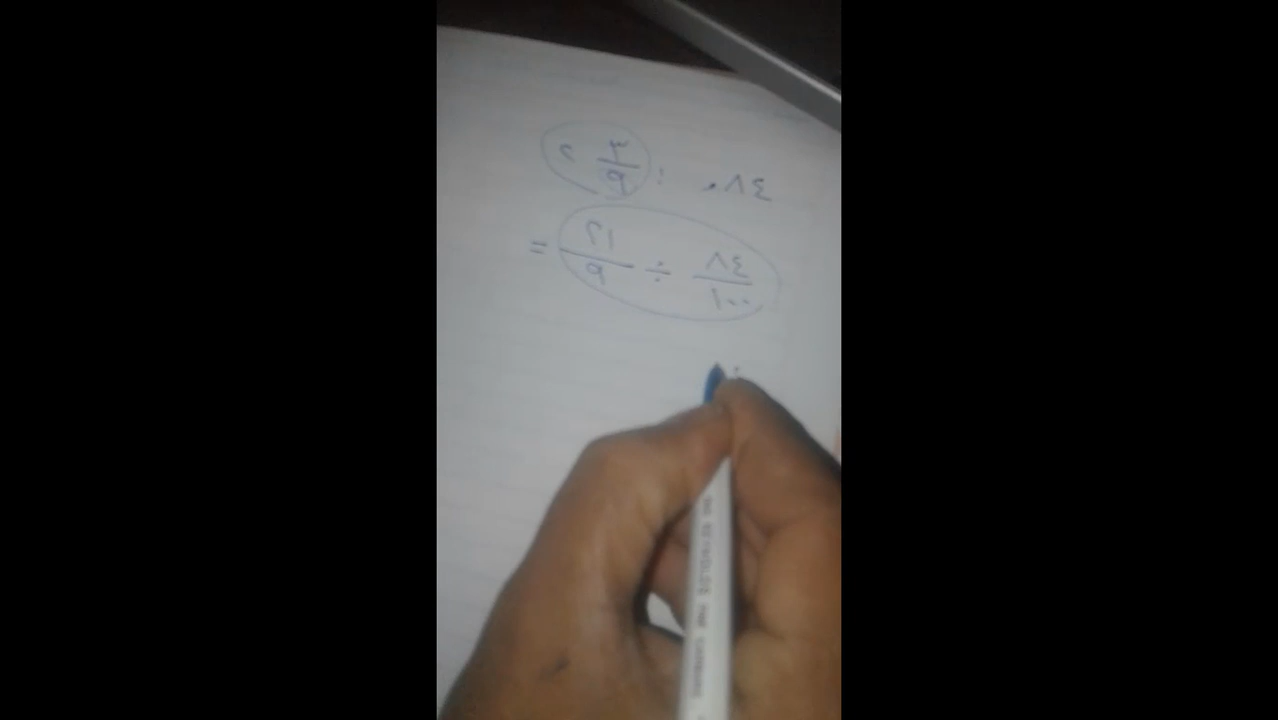 ٠,٨٤ : ٢ ٣/٩
٨٤/١٠٠ ÷ ٢١/٩ =